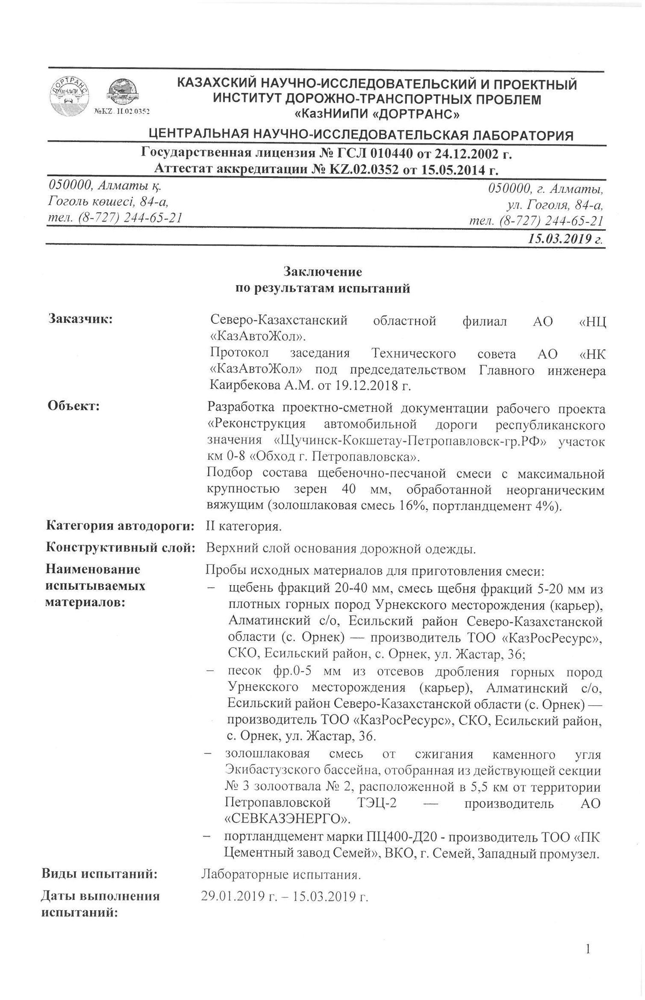 ДОРТРАНС
КазНИиПИ
№KZ. П.02.0352
КАЗАХСКИЙ НАУЧНО-ИССЛЕДОВАТЕЛЬСКИЙ И ПРОЕКТНЫЙ
ИНСТИТУТ ДОРОЖНО-ТРАНСПОРТНЫХ ПРОБЛЕМ
«КазНИиПИ «ДОРТРАНС»
ЦЕНТРАЛЬНАЯ НАУЧНО-ИССЛЕДОВАТЕЛЬСКАЯ ЛАБОРАТОРИЯ
Государственная лицензия № ГСЛ 010440 от 24.12.2002 г.
Аттестат аккредитации № KZ.02.0352 от 15.05.2014 г.
050000, Алматы қ.
Гоголь көшесі, 84-а,
тел. (8-727) 244-65-21
050000, г. Алматы,
ул. Гоголя, 84-а,
тел. (8-727) 244-65-21
15.03.2019 г.
Заключение
по результатам испытаний
Заказчик:
Северо-Казахстанский областной филиал АО «НЦ
«КазАвтоЖол».
Протокол заседания Технического совета АО «НК
«КазАвтоЖол» под председательством Главного инженера
Каирбекова А.М. от 19.12.2018 г.
Объект:
Разработка проектно-сметной документации рабочего проекта
«Реконструкция автомобильной дороги республиканского
значения «Щучинск-Кокшетау-Петропавловск-гр.РФ» участок
км 0-8 «Обход г. Петропавловска».
Подбор состава щебеночно-песчаной смеси с максимальной
крупностью зерен 40 мм, обработанной неорганическим
вяжущим (золошлаковая смесь 16%, портландцемент 4%).
Категория автодороги: II категория.
Конструктивный слой: Верхний слой основания дорожной одежды.
Наименование
испытываемых
материалов:
Пробы исходных материалов для приготовления смеси:
– щебень фракций 20-40 мм, смесь щебня фракций 5-20 мм из
плотных горных пород Урнекского месторождения (карьер),
Алматинский с/о, Есильский район Северо-Казахстанской
области (с. Орнек) — производитель ТОО «КазРосРесурс»,
СКО, Есильский район, с. Орнек, ул. Жастар, 36;
– песок фр.0-5 мм из отсевов дробления горных пород
Урнекского месторождения (карьер), Алматинский с/о,
Есильский район Северо-Казахстанской области (с. Орнек) —
производитель ТОО «КазРосРесурс», СКО, Есильский район,
с. Орнек, ул. Жастар, 36.
– золошлаковая смесь от сжигания каменного угля
Экибастузского бассейна, отобранная из действующей секции
№ 3 золоотвала № 2, расположенной в 5,5 км от территории
Петропавловской ТЭЦ-2 — производитель АО
«СЕВКАЗЭНЕРГО».
– портландцемент марки ПЦ400-Д20 - производитель ТОО «ПК
Цементный завод Семей», ВКО, г. Семей, Западный промузел.
Виды испытаний: Лабораторные испытания.
Даты выполнения
испытаний:
29.01.2019 г. – 15.03.2019 г.
1